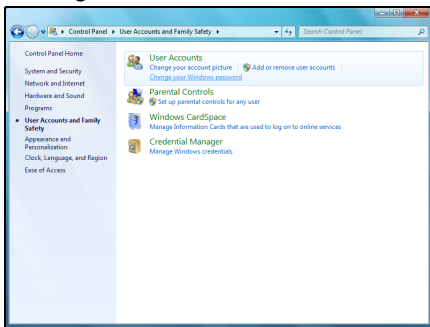 Control Panel ▸ User Accounts and Family Safety ▸
Search Control Panel
Control Panel Home
System and Security
Network and Internet
Hardware and Sound
Programs
User Accounts and Family
Safety
Appearance and
Personalization
Clock, Language, and Region
Ease of Access
User Accounts
Change your account picture | Add or remove user accounts |
Change your Windows password
Parental Controls
Set up parental controls for any user
Windows CardSpace
Manage Information Cards that are used to log on to online services
Credential Manager
Manage Windows credentials